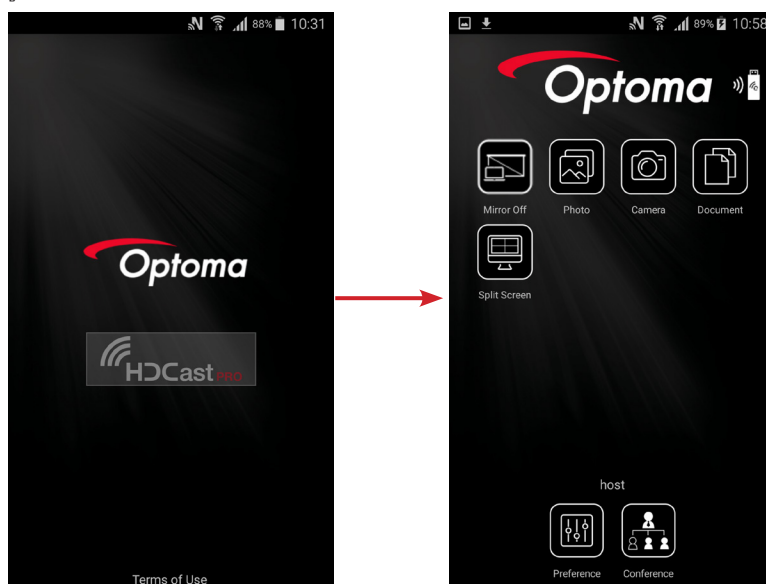 88% 10:31
Optoma
HDCast PRO
Terms of Use
89% 10:58
Optoma
Mirror Off Photo Camera Document
Split Screen
host
Preference Conference